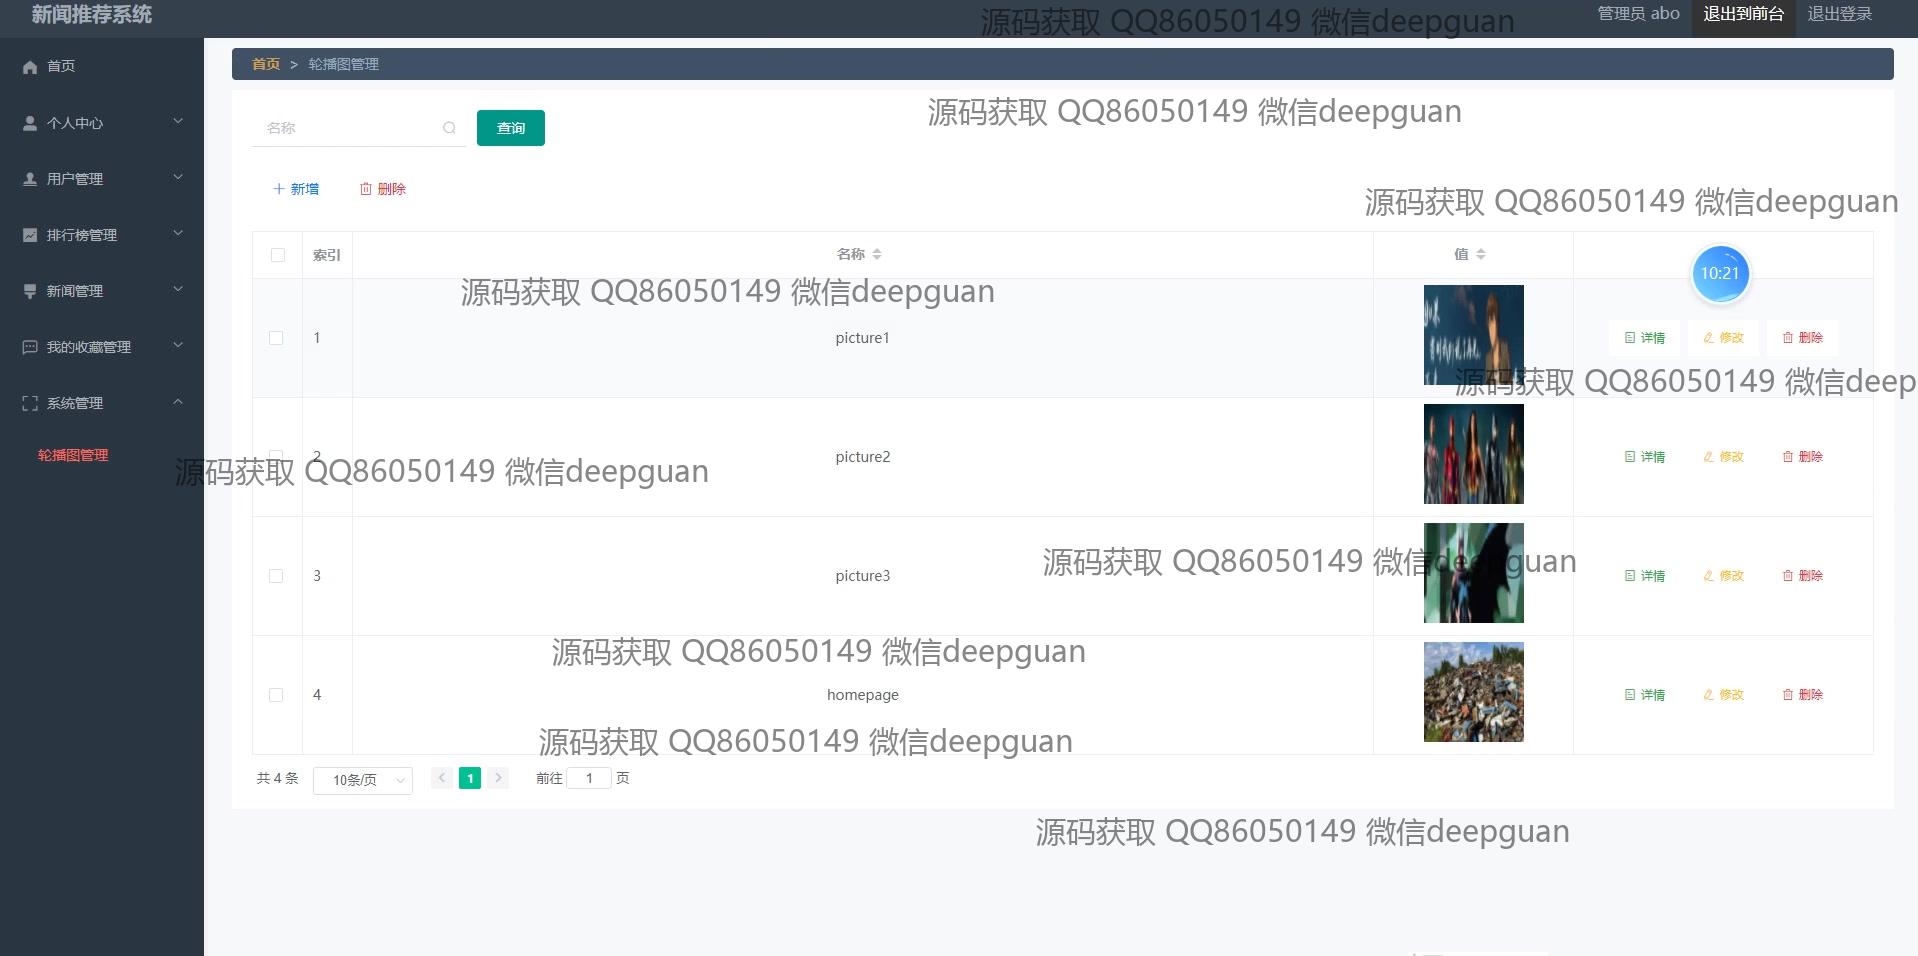 新闻推荐系统
管理员 abo 退出到前台 退出登录
源码获取 QQ86050149 微信deepguan
首页
个人中心
用户管理
排行榜管理
新闻管理
我的收藏管理
系统管理
轮播图管理
首页 > 轮播图管理
名称 查询
源码获取 QQ86050149 微信deepguan
新增 删除
源码获取 QQ86050149 微信deepguan
索引 名称 值
10:21
源码获取 QQ86050149 微信deepguan
1 picture1 详情 修改 删除
源码获取 QQ86050149 微信deep
2 picture2 详情 修改 删除
源码获取 QQ86050149 微信deepguan
源码获取 QQ86050149 微信deepguan
3 picture3 详情 修改 删除
源码获取 QQ86050149 微信deepguan
4 homepage 详情 修改 删除
源码获取 QQ86050149 微信deepguan
共 4 条 10条/页 1 前往 1 页
源码获取 QQ86050149 微信deepguan